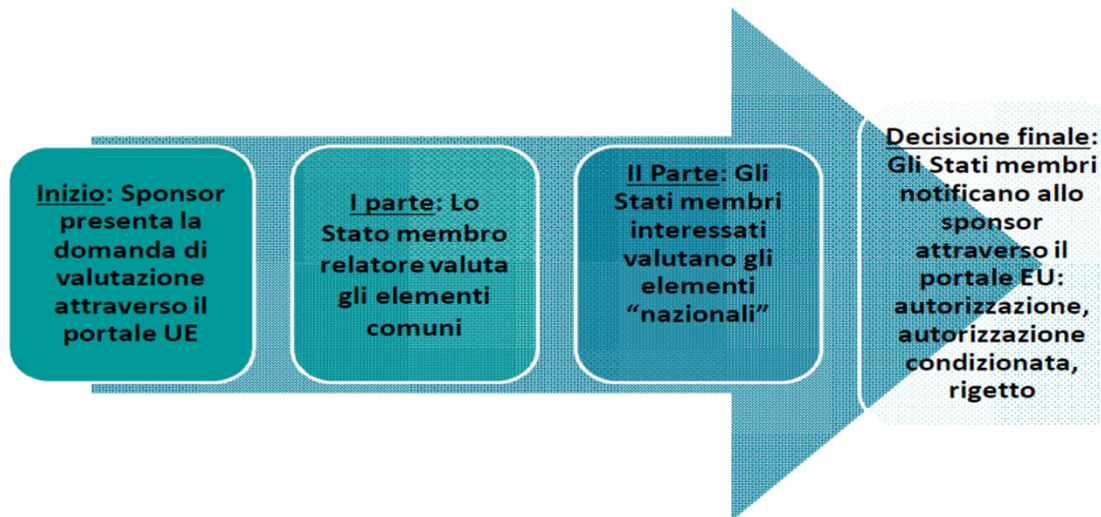 Inizio: Sponsor
presenta la
domanda di
valutazione
attraverso il
portale UE
I parte: Lo
Stato membro
relatore valuta
gli elementi
comuni
II Parte: Gli
Stati membri
interessati
valutano gli
elementi
“nazionali”
Decisione finale:
Gli Stati membri
notificano allo
sponsor
attraverso il
portale EU:
autorizzazione,
autorizzazione
condizionata,
rigetto